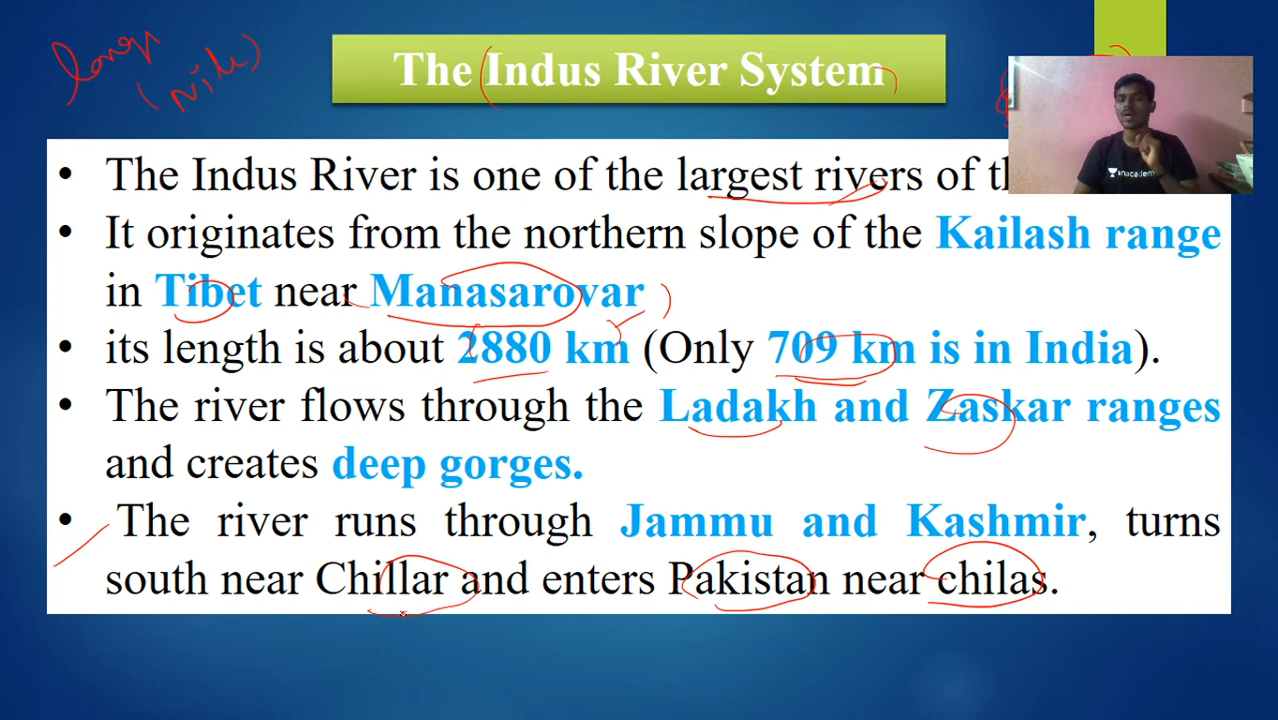 long
(Nile)
The Indus River System
• The Indus River is one of the largest rivers of
• It originates from the northern slope of the Kailash range
in Tibet near Manasarovar
• its length is about 2880 km (Only 709 km is in India).
• The river flows through the Ladakh and Zaskar ranges
and creates deep gorges.
• The river runs through Jammu and Kashmir, turns
south near Chillar and enters Pakistan near chilas.